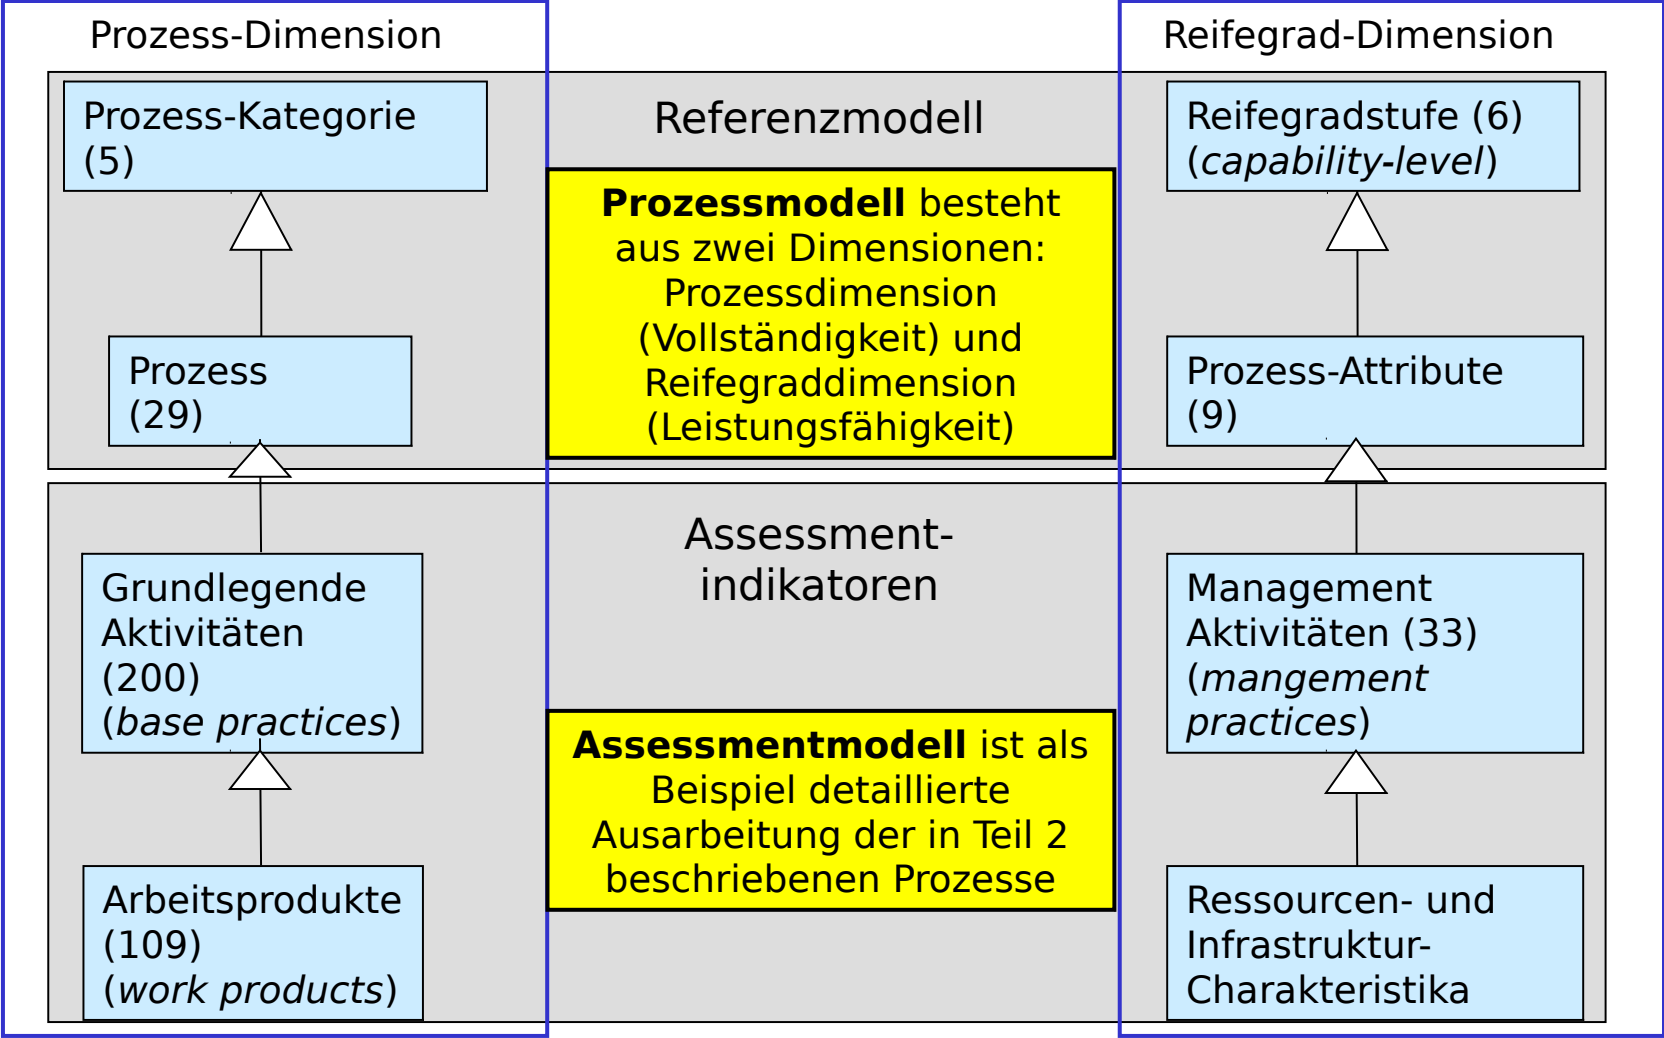 Prozess-Dimension
Reifegrad-Dimension
Prozess-Kategorie
(5)
Referenzmodell
Reifegradstufe (6)
(capability-level)
Prozessmodell besteht
aus zwei Dimensionen:
Prozessdimension
(Vollständigkeit) und
Reifegraddimension
(Leistungsfähigkeit)
Prozess
(29)
Prozess-Attribute
(9)
Assessment-
indikatoren
Grundlegende
Aktivitäten
(200)
(base practices)
Management
Aktivitäten (33)
(mangement
practices)
Assessmentmodell ist als
Beispiel detaillierte
Ausarbeitung der in Teil 2
beschriebenen Prozesse
Arbeitsprodukte
(109)
(work products)
Ressourcen- und
Infrastruktur-
Charakteristika